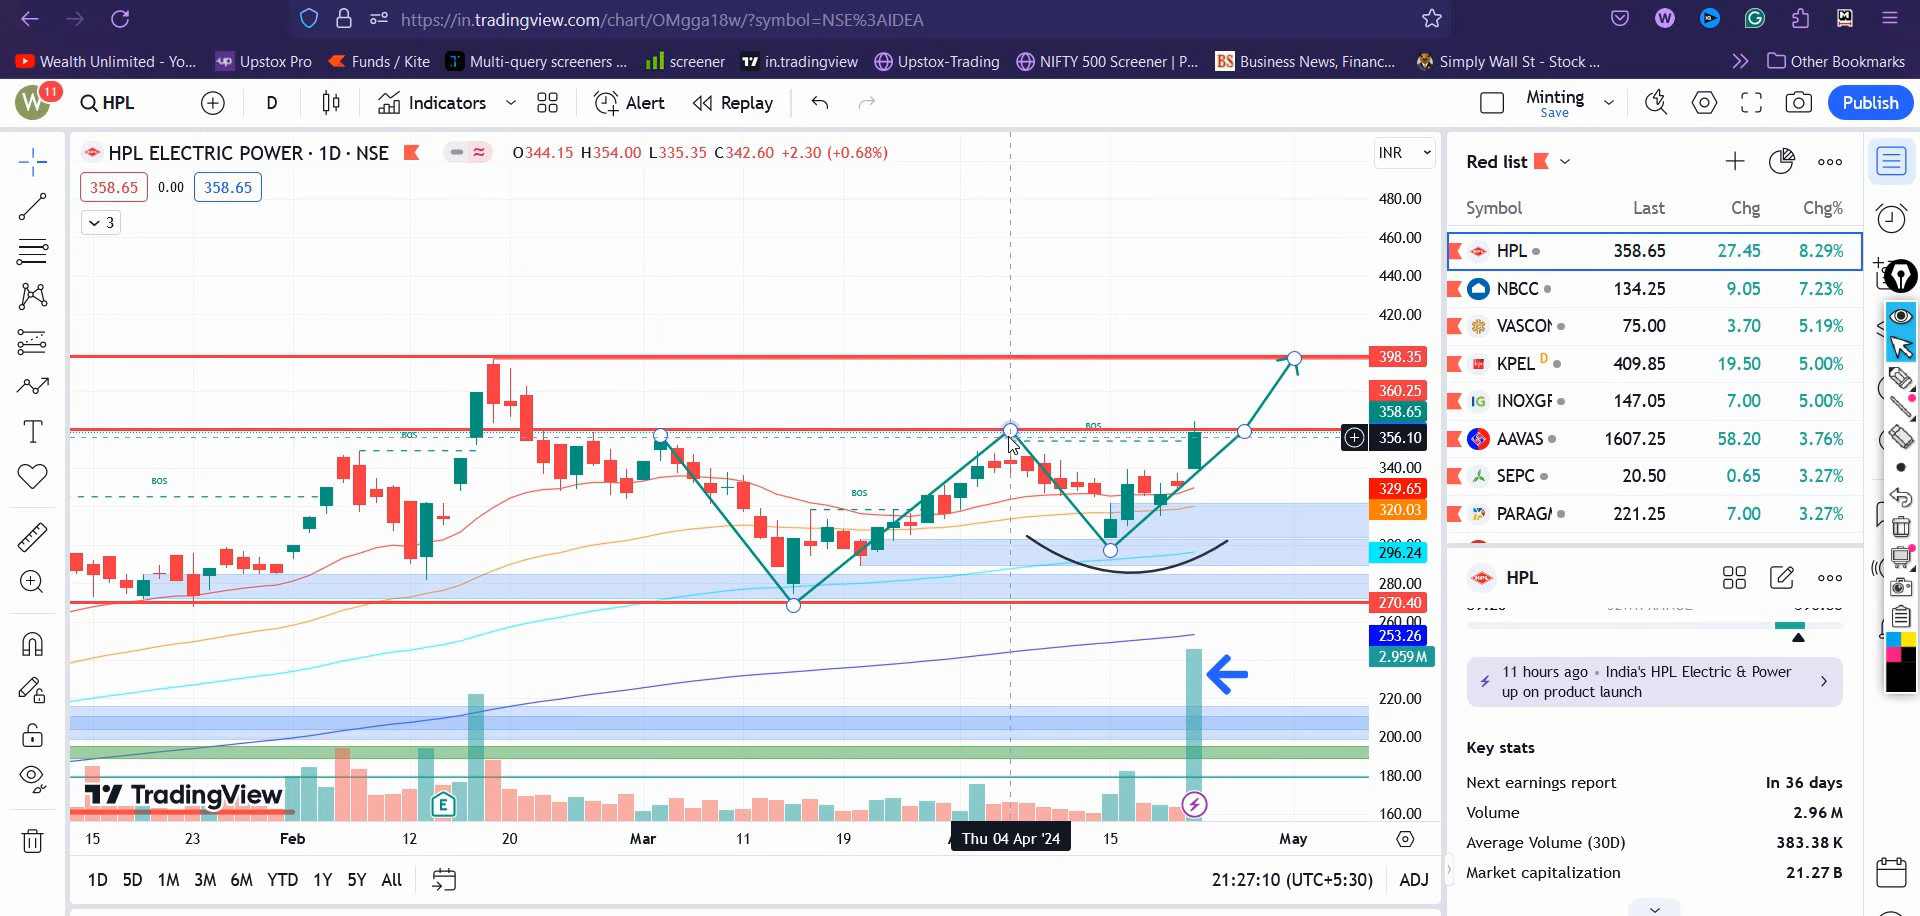 https://in.tradingview.com/chart/OMgga18w/?symbol=NSE%3AIDEA
Wealth Unlimited - Yo...
up Upstox Pro
Funds / Kite
Multi-query screeners ...
screener
in.tradingview
Upstox-Trading
NIFTY 500 Screener | P...
BS Business News, Financ...
Simply Wall St - Stock ...
Other Bookmarks
W 11
HPL
D
Indicators
Alert
Replay
Minting
Save
Publish
HPL ELECTRIC POWER · 1D · NSE
O344.15 H354.00 L335.35 C342.60 +2.30 (+0.68%)
358.65 0.00 358.65
3
INR
480.00
460.00
440.00
420.00
398.35
360.25
358.65
356.10
340.00
329.65
320.03
296.24
280.00
270.40
260.00
253.26
2.959M
220.00
200.00
180.00
160.00
BOS
BOS
BOS
BOS
TradingView
E
15 23 Feb 12 20 Mar 11 19 Thu 04 Apr '24 15 May
1D 5D 1M 3M 6M YTD 1Y 5Y All
21:27:10 (UTC+5:30) ADJ
Red list
Symbol Last Chg Chg%
HPL 358.65 27.45 8.29%
NBCC 134.25 9.05 7.23%
VASCON 75.00 3.70 5.19%
KPEL D 409.85 19.50 5.00%
IG INOXGR 147.05 7.00 5.00%
AAVAS 1607.25 58.20 3.76%
SEPC 20.50 0.65 3.27%
PARAGM 221.25 7.00 3.27%
HPL
11 hours ago • India's HPL Electric & Power
up on product launch
Key stats
Next earnings report In 36 days
Volume 2.96 M
Average Volume (30D) 383.38 K
Market capitalization 21.27 B